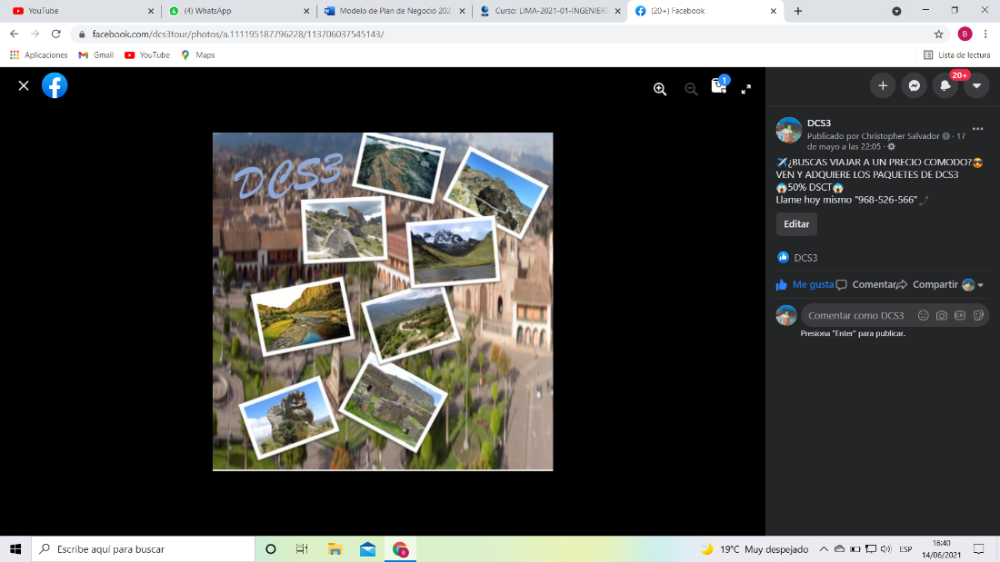 YouTube
(4) WhatsApp
Modelo de Plan de Negocio 2021
Curso: LIMA-2021-01-INGENIERÍA
(20+) Facebook
facebook.com/dcs3tour/photos/a.111195187796228/113706037545143/
B
Aplicaciones
Gmail
YouTube
Maps
Lista de lectura
1
20+
DCS3
DCS3
Publicado por Christopher Salvador · 17
de mayo a las 22:05 ·
✈️¿BUSCAS VIAJAR A UN PRECIO COMODO?😎
VEN Y ADQUIERE LOS PAQUETES DE DCS3
😱50% DSCT😱
Llame hoy mismo "968-526-566"
Editar
DCS3
Me gusta
Comentar
Compartir
Comentar como DCS3
GIF
Presiona "Enter" para publicar.
Escribe aquí para buscar
19°C Muy despejado
ESP
16:40
14/06/2021